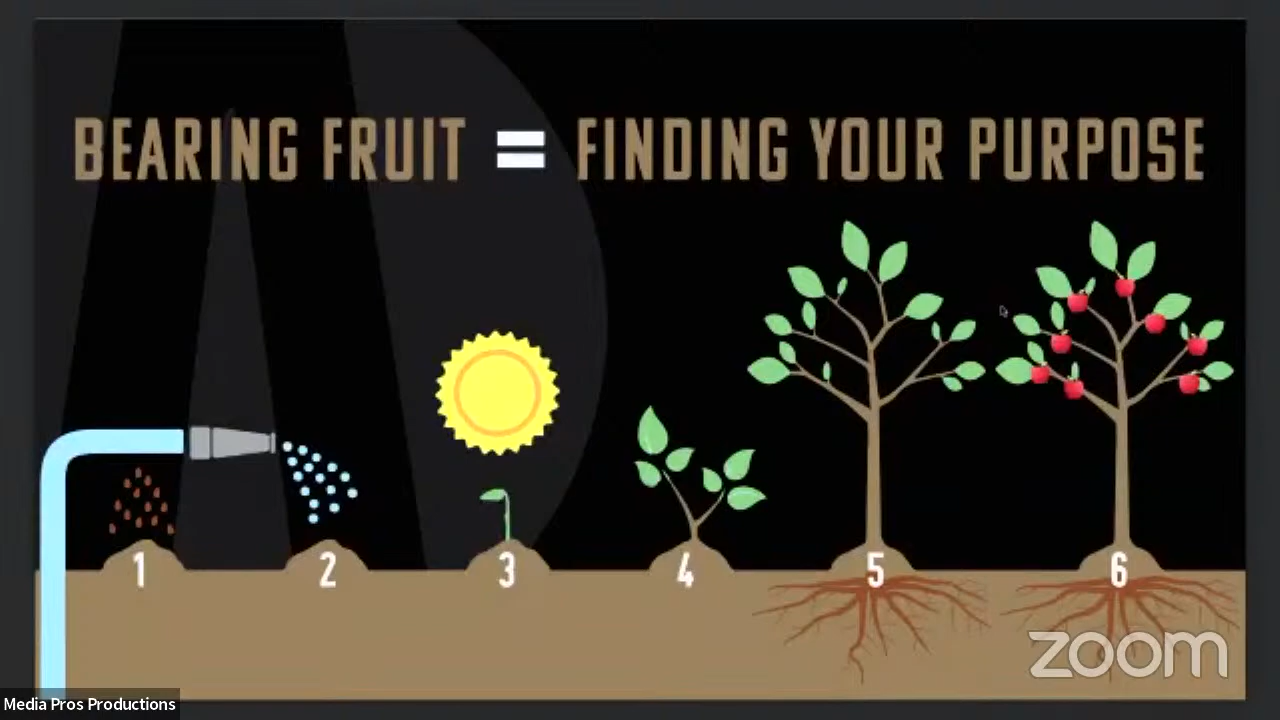 BEARING FRUIT = FINDING YOUR PURPOSE
1 2 3 4 5 6
zoom
Media Pros Productions